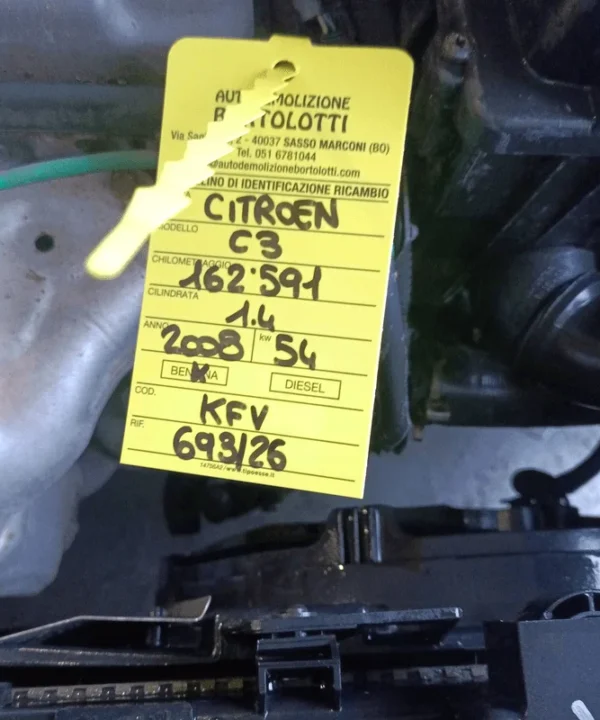 AUTODEMOLIZIONE
BORTOLOTTI
2 - 40037 SASSO MARCONI (BO)
Tel. 051 6781044
@autodemolizionebortolotti.com
DI IDENTIFICAZIONE RICAMBIO
CITROEN
MODELLO
C3
CHILOMETRAGGIO
162.591
CILINDRATA
1.4
ANNO 2008 kw 54
BENZINA X DIESEL
COD.
KFV
RIF.
693/26